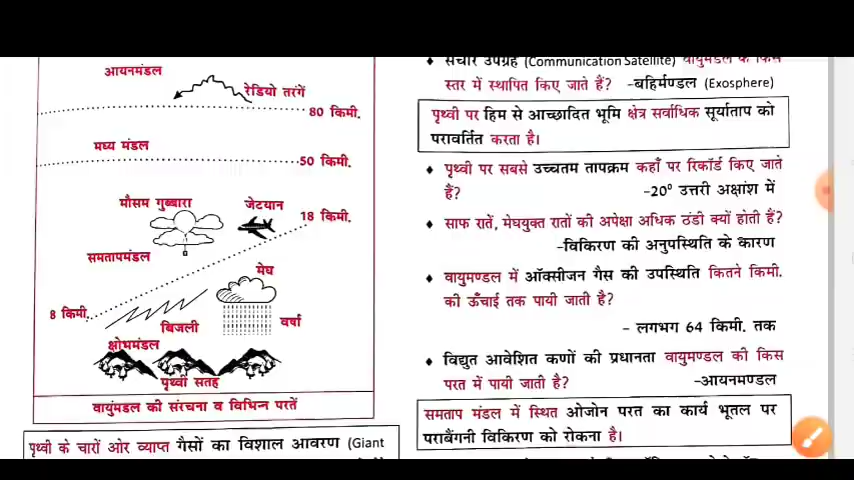 आयनमंडल
रेडियो तरंगें
80 किमी.
मध्य मंडल
50 किमी.
मौसम गुब्बारा
जेटयान
18 किमी.
समतापमंडल
मेघ
8 किमी.
बिजली
वर्षा
क्षोभमंडल
पृथ्वी सतह
वायुंमडल की संरचना व विभिन्न परतें
पृथ्वी के चारों ओर व्याप्त गैसों का विशाल आवरण (Giant
संचार उपग्रह (Communication Satellite) वायुमंडल के किस
स्तर में स्थापित किए जाते हैं? -बहिर्मण्डल (Exosphere)
पृथ्वी पर हिम से आच्छादित भूमि क्षेत्र सर्वाधिक सूर्याताप को
परावर्तित करता है।
♦ पृथ्वी पर सबसे उच्चतम तापक्रम कहाँ पर रिकॉर्ड किए जाते
हैं? -20° उत्तरी अक्षांश में
♦ साफ रातें, मेघयुक्त रातों की अपेक्षा अधिक ठंडी क्यों होती हैं?
-विकिरण की अनुपस्थिति के कारण
♦ वायुमण्डल में ऑक्सीजन गैस की उपस्थिति कितने किमी.
की ऊँचाई तक पायी जाती है?
- लगभग 64 किमी. तक
♦ विद्युत आवेशित कणों की प्रधानता वायुमण्डल की किस
परत में पायी जाती है? -आयनमण्डल
समताप मंडल में स्थित ओजोन परत का कार्य भूतल पर
पराबैंगनी विकिरण को रोकना है।